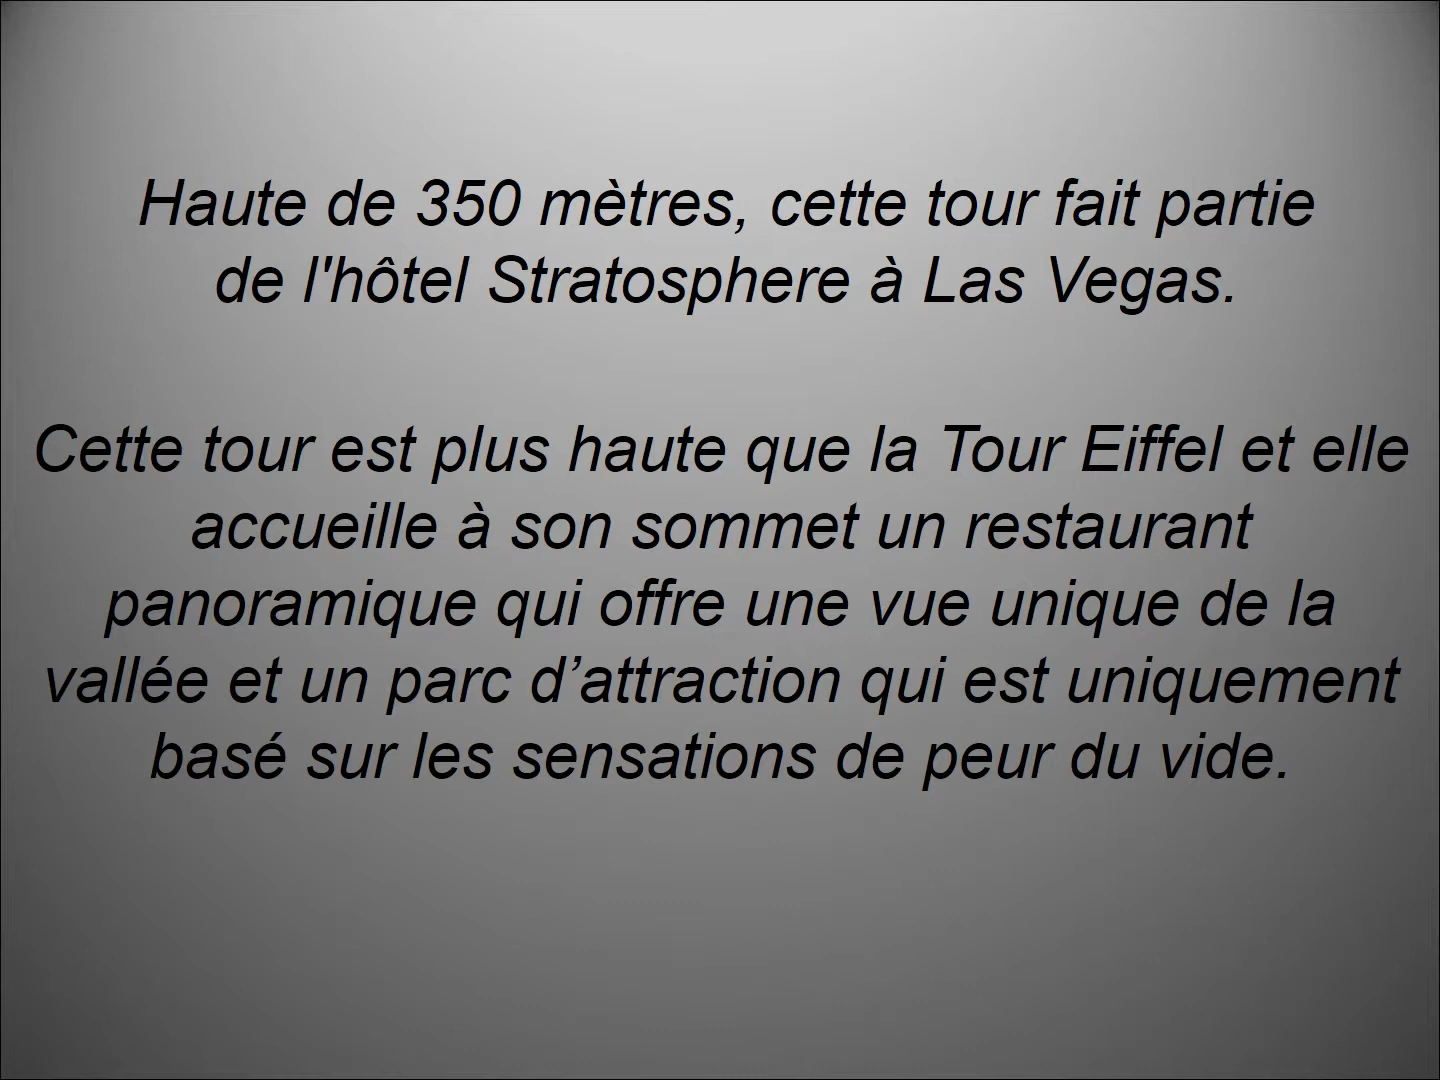 Haute de 350 mètres, cette tour fait partie
de l'hôtel Stratosphere à Las Vegas.
Cette tour est plus haute que la Tour Eiffel et elle
accueille à son sommet un restaurant
panoramique qui offre une vue unique de la
vallée et un parc d’attraction qui est uniquement
basé sur les sensations de peur du vide.